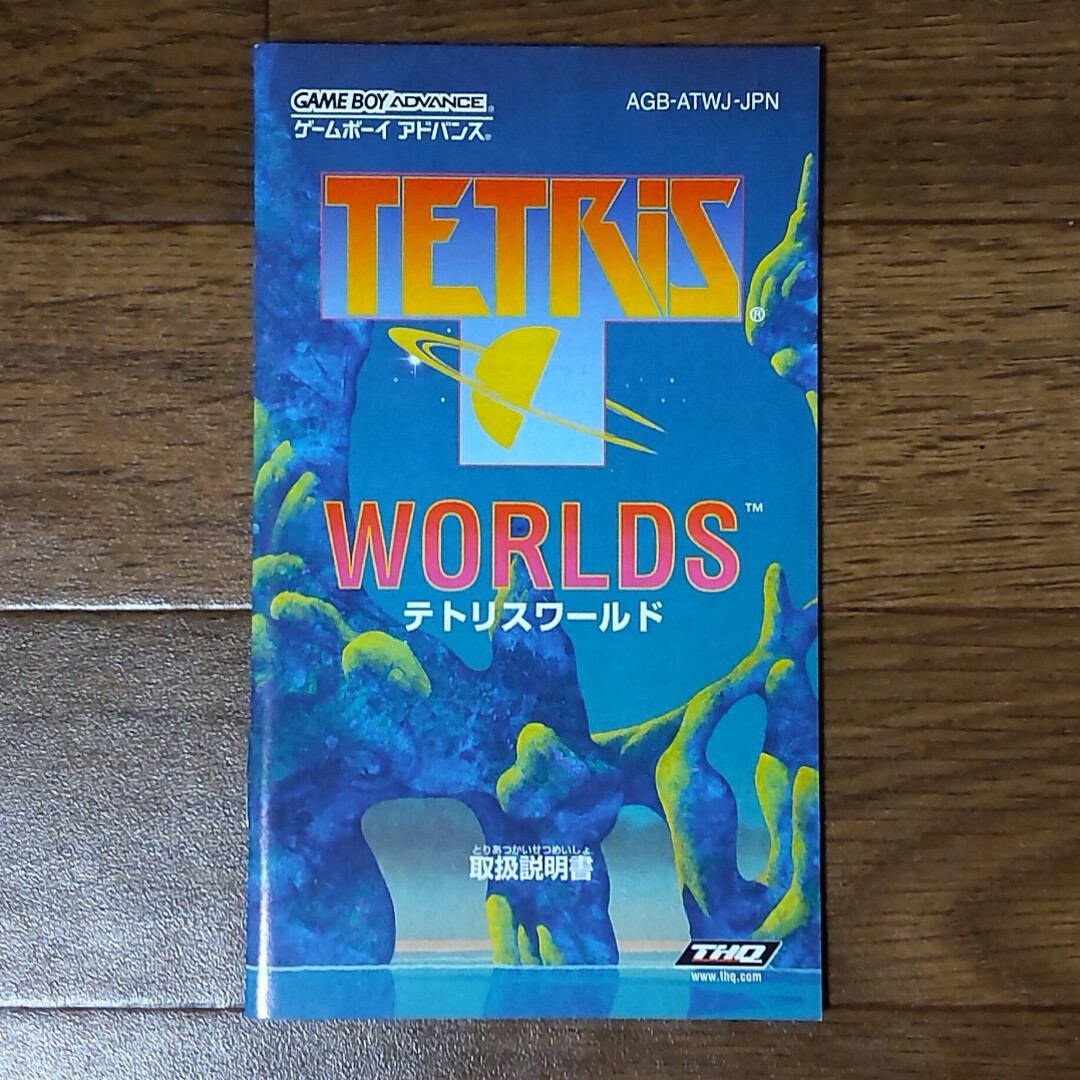 GAME BOY ADVANCE®
ゲームボーイ アドバンス®
AGB-ATWJ-JPN
TETRiS®
WORLDS™
テトリスワールド
とりあつかいせつめいしょ
取扱説明書
THQ
www.thq.com